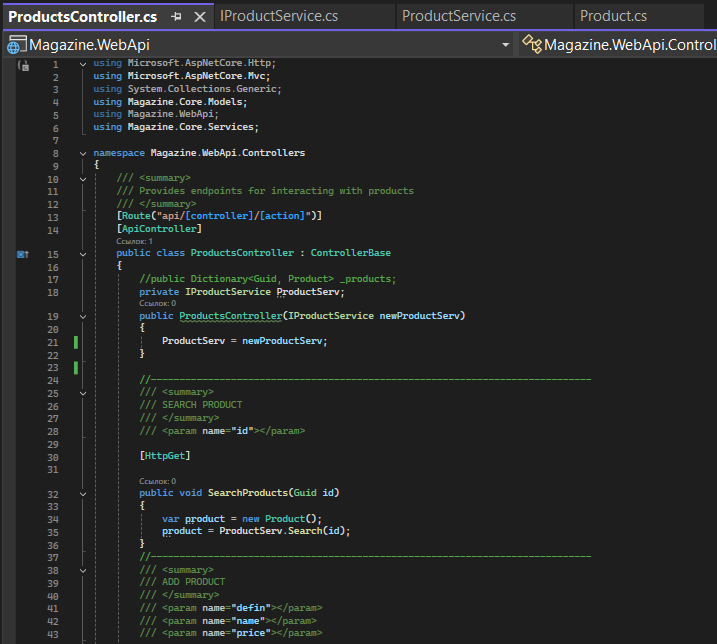 ProductsController.cs IProductService.cs ProductService.cs Product.cs
Magazine.WebApi Magazine.WebApi.Control
1 using Microsoft.AspNetCore.Http;
2 using Microsoft.AspNetCore.Mvc;
3 using System.Collections.Generic;
4 using Magazine.Core.Models;
5 using Magazine.WebApi;
6 using Magazine.Core.Services;
7
8 namespace Magazine.WebApi.Controllers
9 {
10 /// <summary>
11 /// Provides endpoints for interacting with products
12 /// </summary>
13 [Route("api/[controller]/[action]")]
14 [ApiController]
Ссылок: 1
15 public class ProductsController : ControllerBase
16 {
17 //public Dictionary<Guid, Product> _products;
18 private IProductService ProductServ;
Ссылок: 0
19 public ProductsController(IProductService newProductServ)
20 {
21 ProductServ = newProductServ;
22 }
23
24 //----------------------------------------------------------------------------
25 /// <summary>
26 /// SEARCH PRODUCT
27 /// </summary>
28 /// <param name="id"></param>
29
30 [HttpGet]
31
Ссылок: 0
32 public void SearchProducts(Guid id)
33 {
34 var product = new Product();
35 product = ProductServ.Search(id);
36 }
37 //----------------------------------------------------------------------------
38 /// <summary>
39 /// ADD PRODUCT
40 /// </summary>
41 /// <param name="defin"></param>
42 /// <param name="name"></param>
43 /// <param name="price"></param>